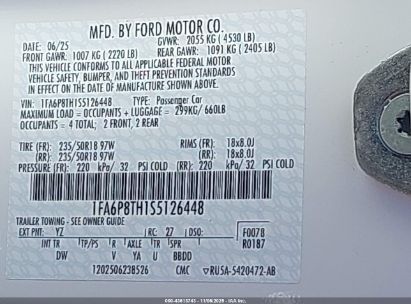 MFD. BY FORD MOTOR CO.
06/25 GVWR: 2055 KG ( 4530 LB)
FRONT GAWR: 1007 KG ( 2220 LB) REAR GAWR: 1091 KG ( 2405 LB)
THIS VEHICLE CONFORMS TO ALL APPLICABLE FEDERAL MOTOR
VEHICLE SAFETY, BUMPER, AND THEFT PREVENTION STANDARDS
IN EFFECT ON THE DATE OF MANUFACTURE SHOWN ABOVE.
VIN: 1FA6P8TH1S5126448 TYPE: Passenger Car
MAXIMUM LOAD = OCCUPANTS + LUGGAGE = 299KG/ 660LB
OCCUPANTS = 4 TOTAL; 2 FRONT, 2 REAR
TIRE (FR): 235/50R18 97W RIMS (FR): 18x8.0J
(RR): 235/50R18 97W (RR): 18x8.0J
PRESSURE (FR): 220 kPa/ 32 PSI COLD (RR): 220 kPa/ 32 PSI COLD
1FA6P8TH1S5126448
TRAILER TOWING - SEE OWNER GUIDE
EXT PNT: YZ RC: 27 DSO: F0078
INT TR TP/PS R AXLE TR SPR R0187
DW V YA U BBDD
1202506238526 CMC RU5A-5420472-AB